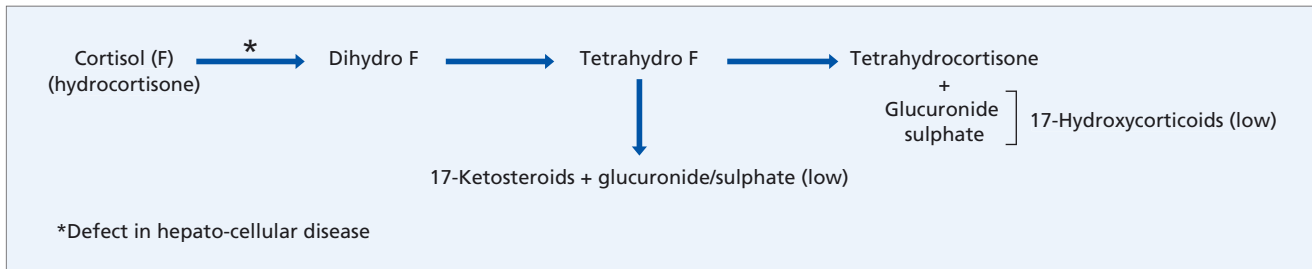 *
Cortisol (F)
(hydrocortisone)
Dihydro F
Tetrahydro F
Tetrahydrocortisone
+
Glucuronide
sulphate
17-Hydroxycorticoids (low)
17-Ketosteroids + glucuronide/sulphate (low)
*Defect in hepato-cellular disease